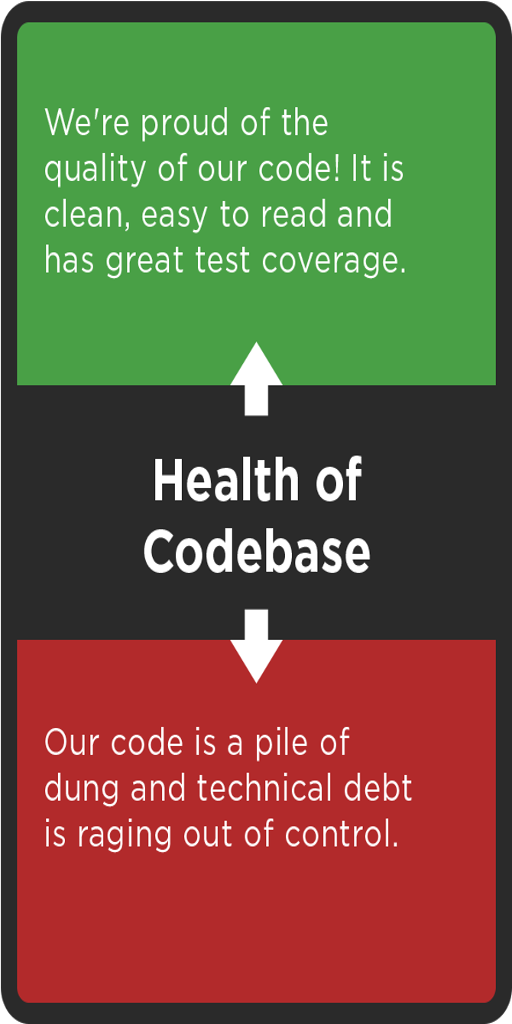 We're proud of the
quality of our code! It is
clean, easy to read and
has great test coverage.
Health of
Codebase
Our code is a pile of
dung and technical debt
is raging out of control.